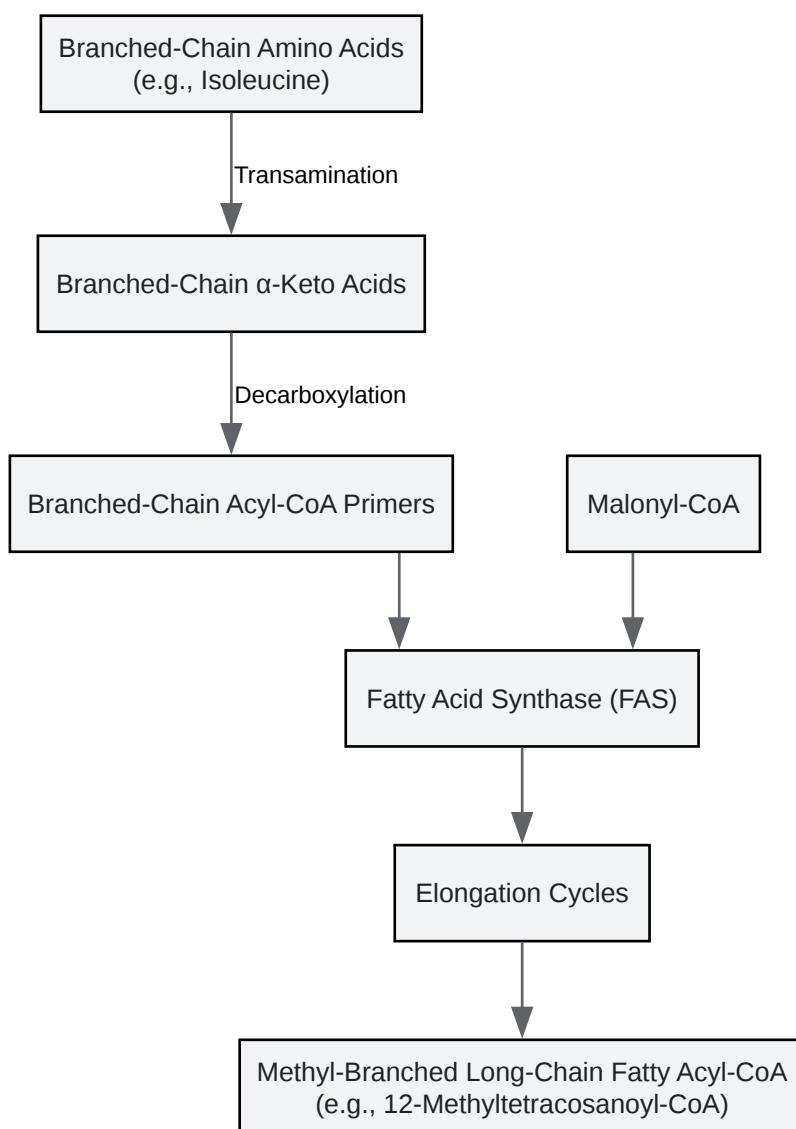 Branched-Chain Amino Acids
(e.g., Isoleucine)
Transamination
Branched-Chain α-Keto Acids
Decarboxylation
Branched-Chain Acyl-CoA Primers
Malonyl-CoA
Fatty Acid Synthase (FAS)
Elongation Cycles
Methyl-Branched Long-Chain Fatty Acyl-CoA
(e.g., 12-Methyltetracosanoyl-CoA)